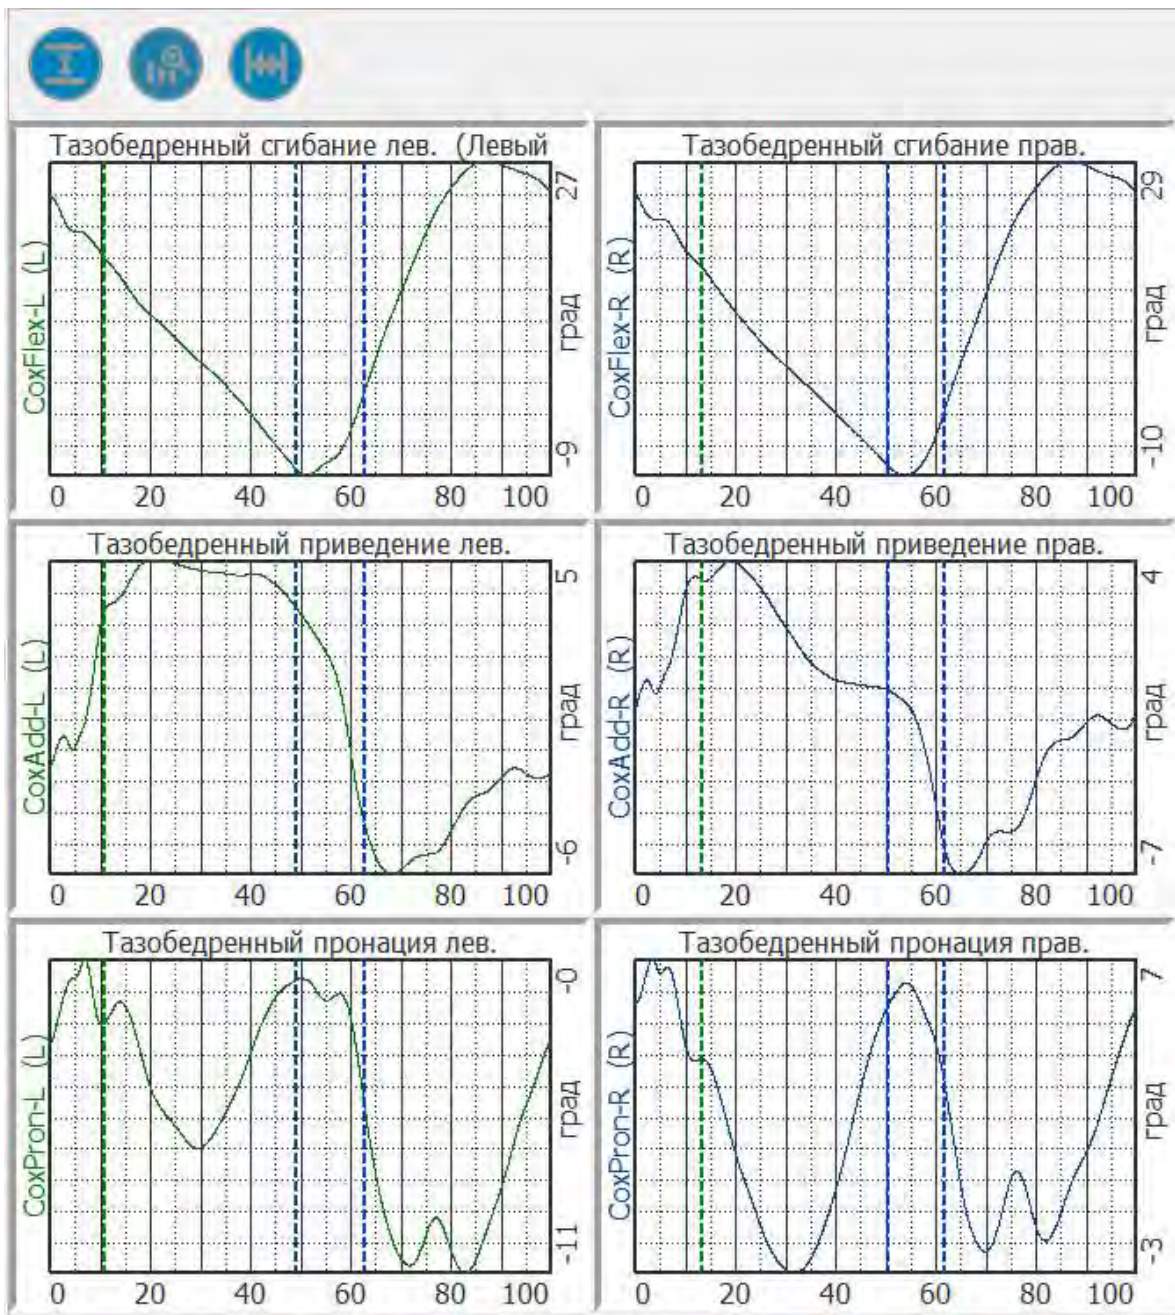 Тазобедренный сгибание лев. (Левый
CoxFlex-L (L)
27
град
-9
0 20 40 60 80 100
Тазобедренный сгибание прав.
CoxFlex-R (R)
29
град
-10
0 20 40 60 80 100
Тазобедренный приведение лев.
CoxAdd-L (L)
5
град
-6
0 20 40 60 80 100
Тазобедренный приведение прав.
CoxAdd-R (R)
4
град
-7
0 20 40 60 80 100
Тазобедренный пронация лев.
CoxPron-L (L)
-0
град
-11
0 20 40 60 80 100
Тазобедренный пронация прав.
CoxPron-R (R)
7
град
-3
0 20 40 60 80 100